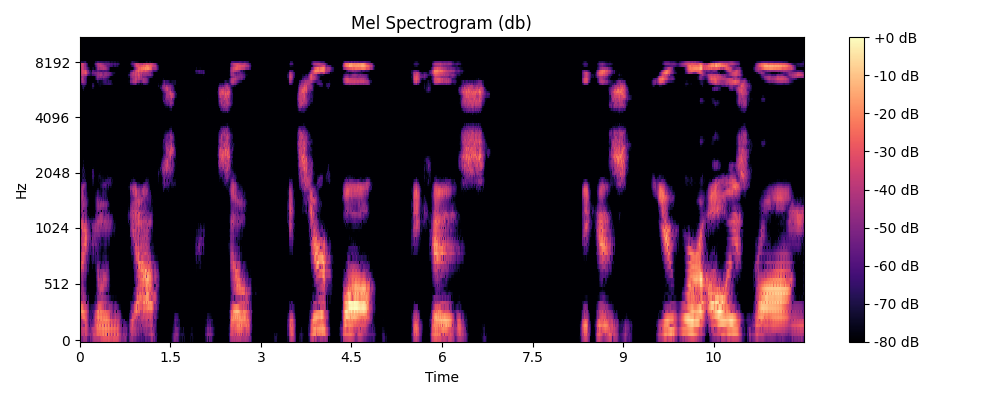 Mel Spectrogram (db)
8192
4096
2048
1024
512
0
Hz
0 1.5 3 4.5 6 7.5 9 10
Time
+0 dB
-10 dB
-20 dB
-30 dB
-40 dB
-50 dB
-60 dB
-70 dB
-80 dB